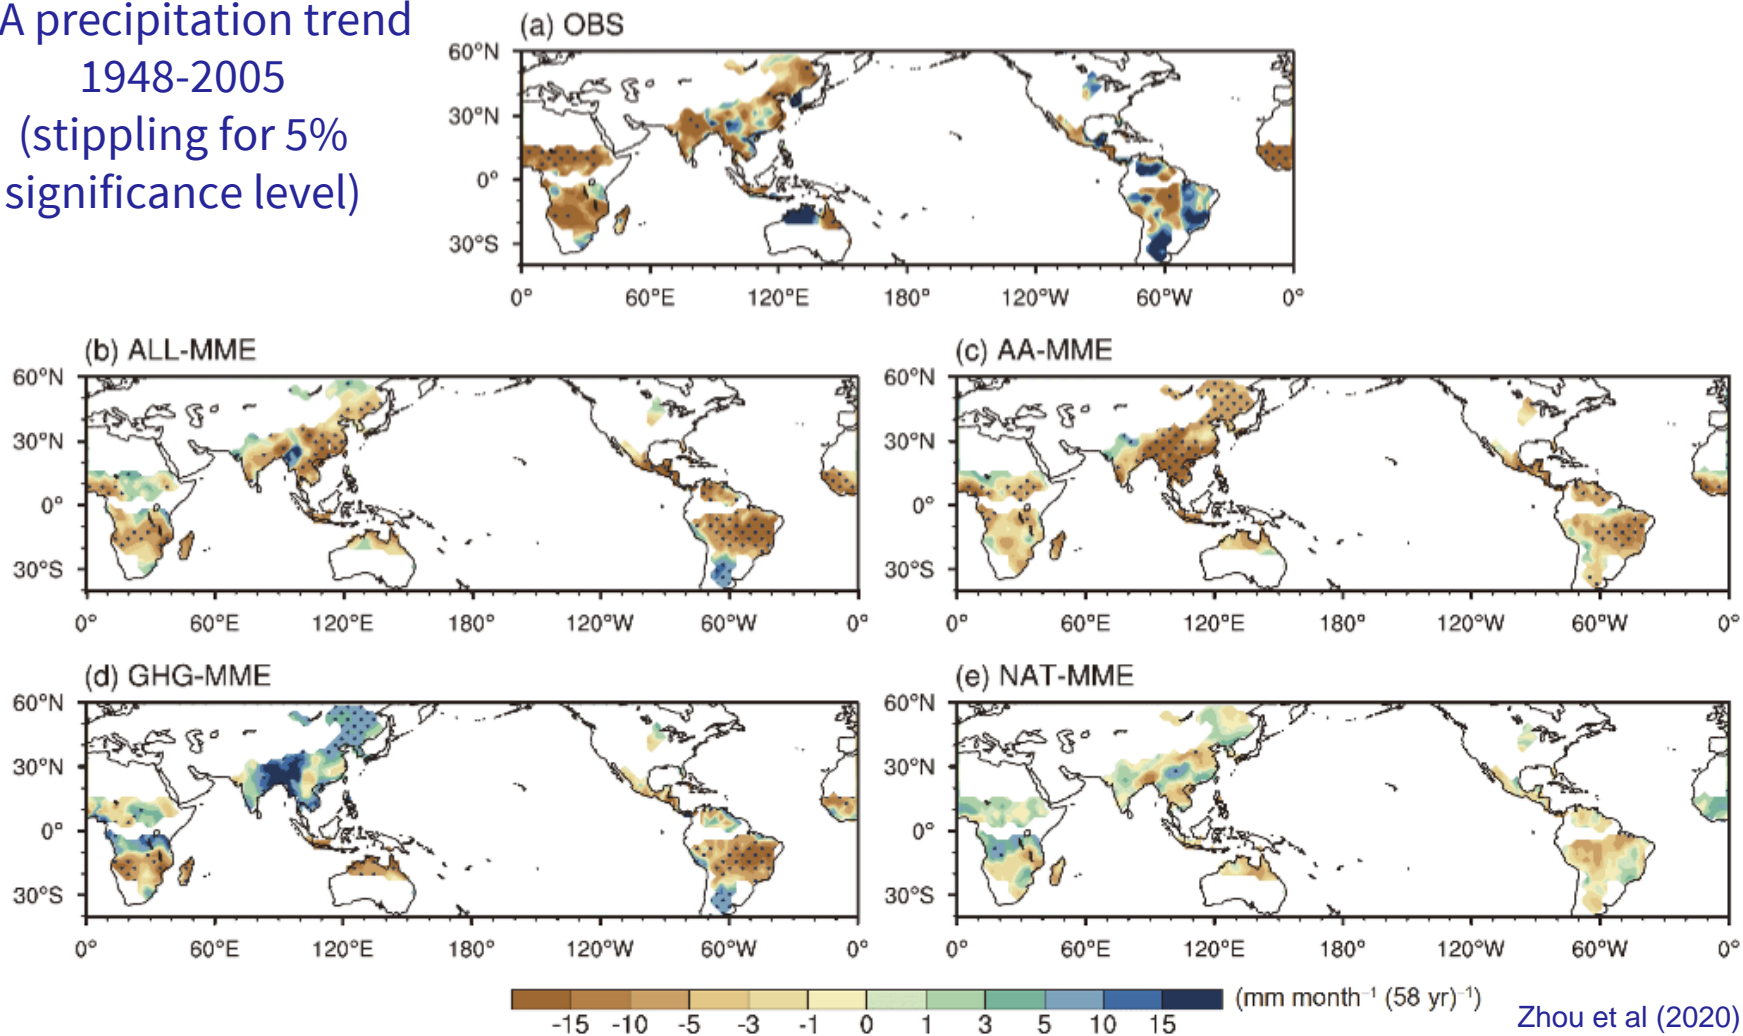 A precipitation trend
1948-2005
(stippling for 5%
significance level)
(a) OBS
60°N
30°N
0°
30°S
0° 60°E 120°E 180° 120°W 60°W 0°
(b) ALL-MME
60°N
30°N
0°
30°S
0° 60°E 120°E 180° 120°W 60°W 0°
(c) AA-MME
60°N
30°N
0°
30°S
0° 60°E 120°E 180° 120°W 60°W 0°
(d) GHG-MME
60°N
30°N
0°
30°S
0° 60°E 120°E 180° 120°W 60°W 0°
(e) NAT-MME
60°N
30°N
0°
30°S
0° 60°E 120°E 180° 120°W 60°W 0°
-15 -10 -5 -3 -1 0 1 3 5 10 15
(mm month⁻¹ (58 yr)⁻¹)
Zhou et al (2020)